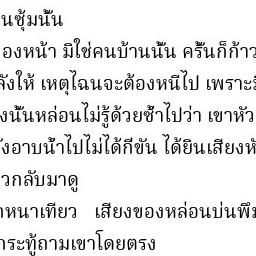 นซุ้มนั้น
องหน้า มิใช่คนบ้านนั้น ครั้นก็ก้าว
ลังให้ เหตุไฉนจะต้องหนีไป เพราะมี
งนั้นหล่อนไม่รู้ด้วยซ้ำไปว่า เขาหัว
ังอาบน้ำไปไม่ได้กี่ขัน ได้ยินเสียงหั
วกลับมาดู
าหนาเทียว เสียงของหล่อนบ่นพึม
กระทู้ถามเขาโดยตรง